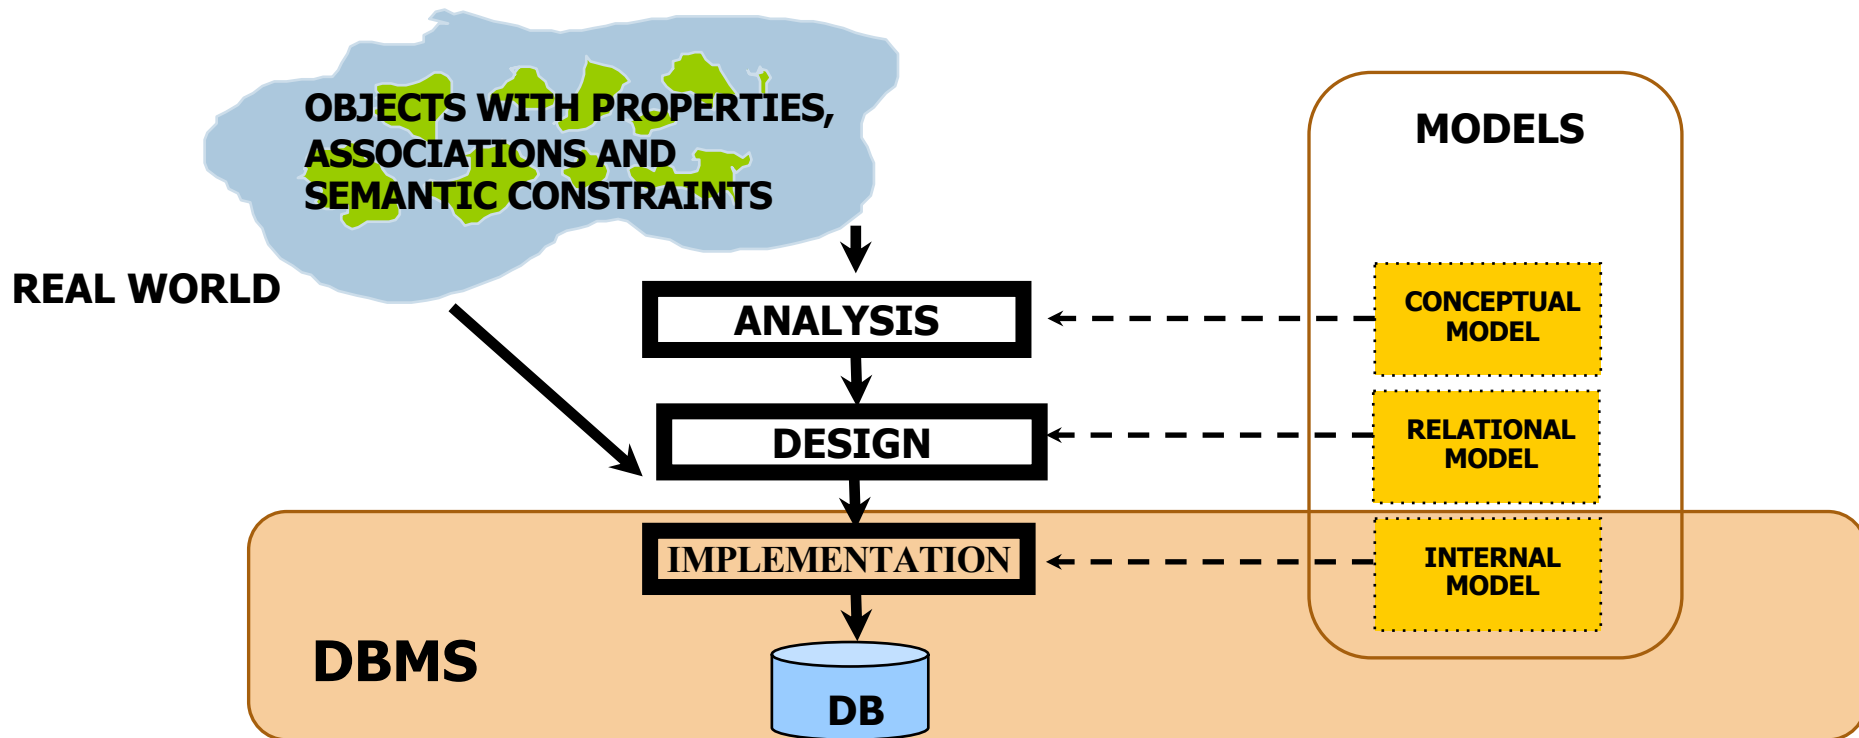 OBJECTS WITH PROPERTIES,
ASSOCIATIONS AND
SEMANTIC CONSTRAINTS
REAL WORLD
MODELS
ANALYSIS
CONCEPTUAL
MODEL
DESIGN
RELATIONAL
MODEL
IMPLEMENTATION
INTERNAL
MODEL
DBMS
DB